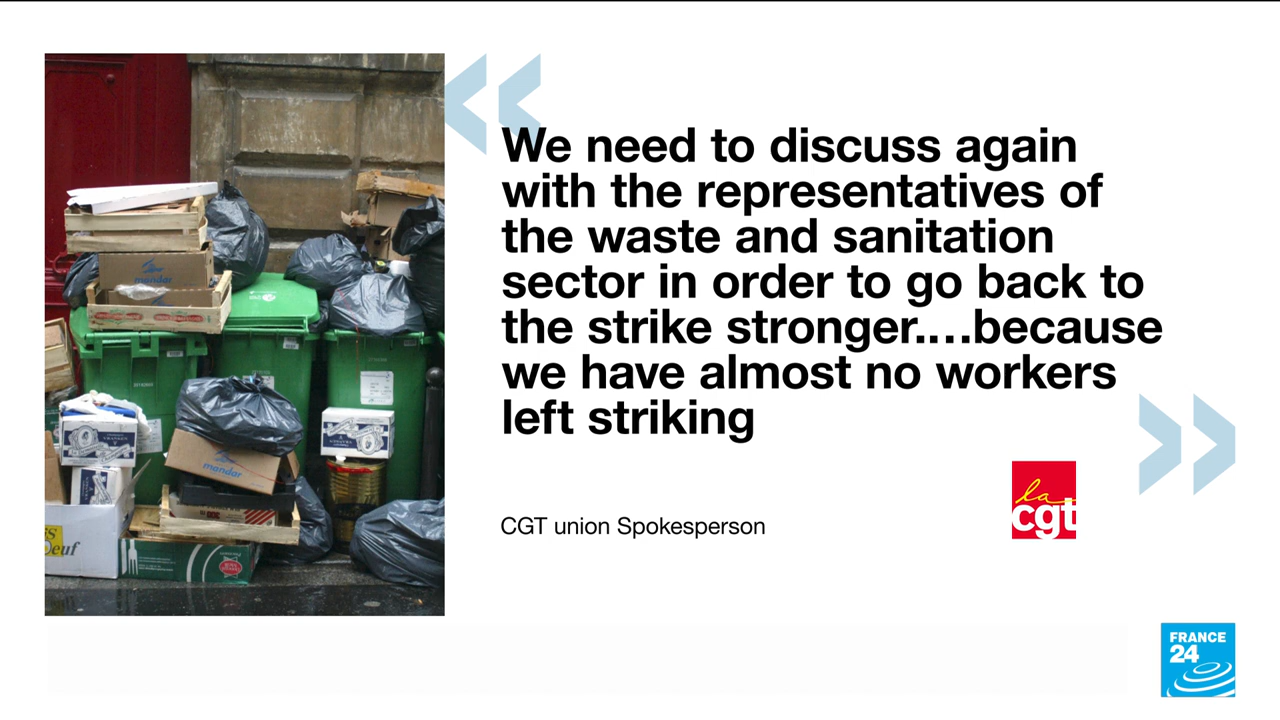 We need to discuss again
with the representatives of
the waste and sanitation
sector in order to go back to
the strike stronger.…because
we have almost no workers
left striking
CGT union Spokesperson
la
cgt
FRANCE
24
mandar
mandar